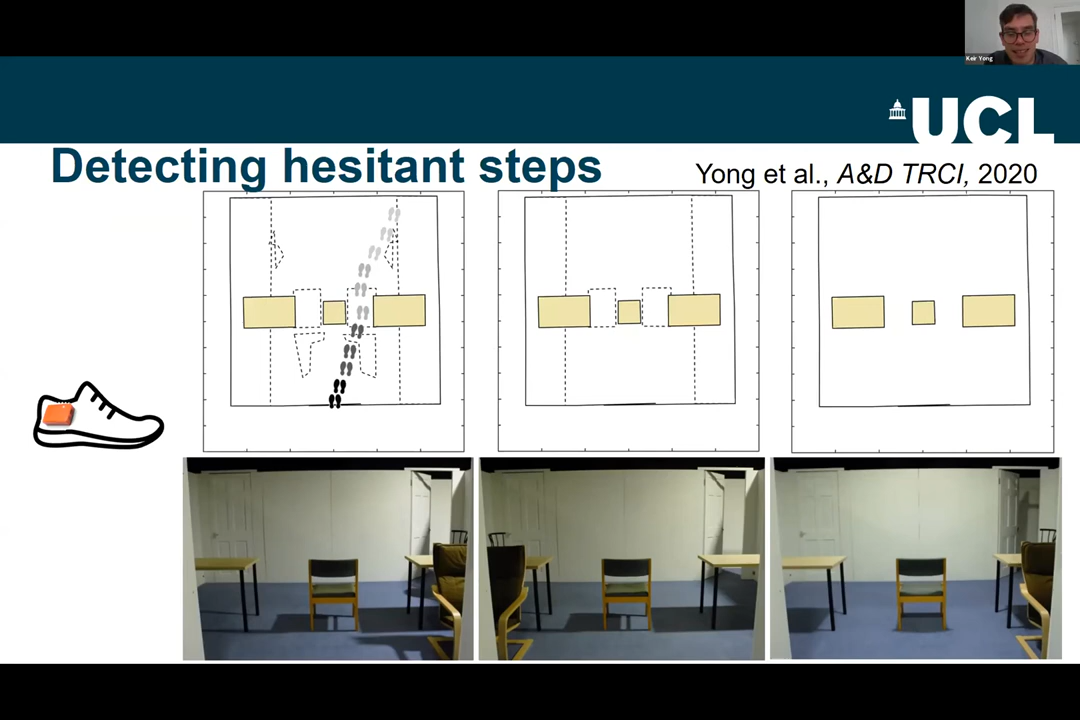 Keir Yong
UCL
Detecting hesitant steps
Yong et al., A&D TRCI, 2020